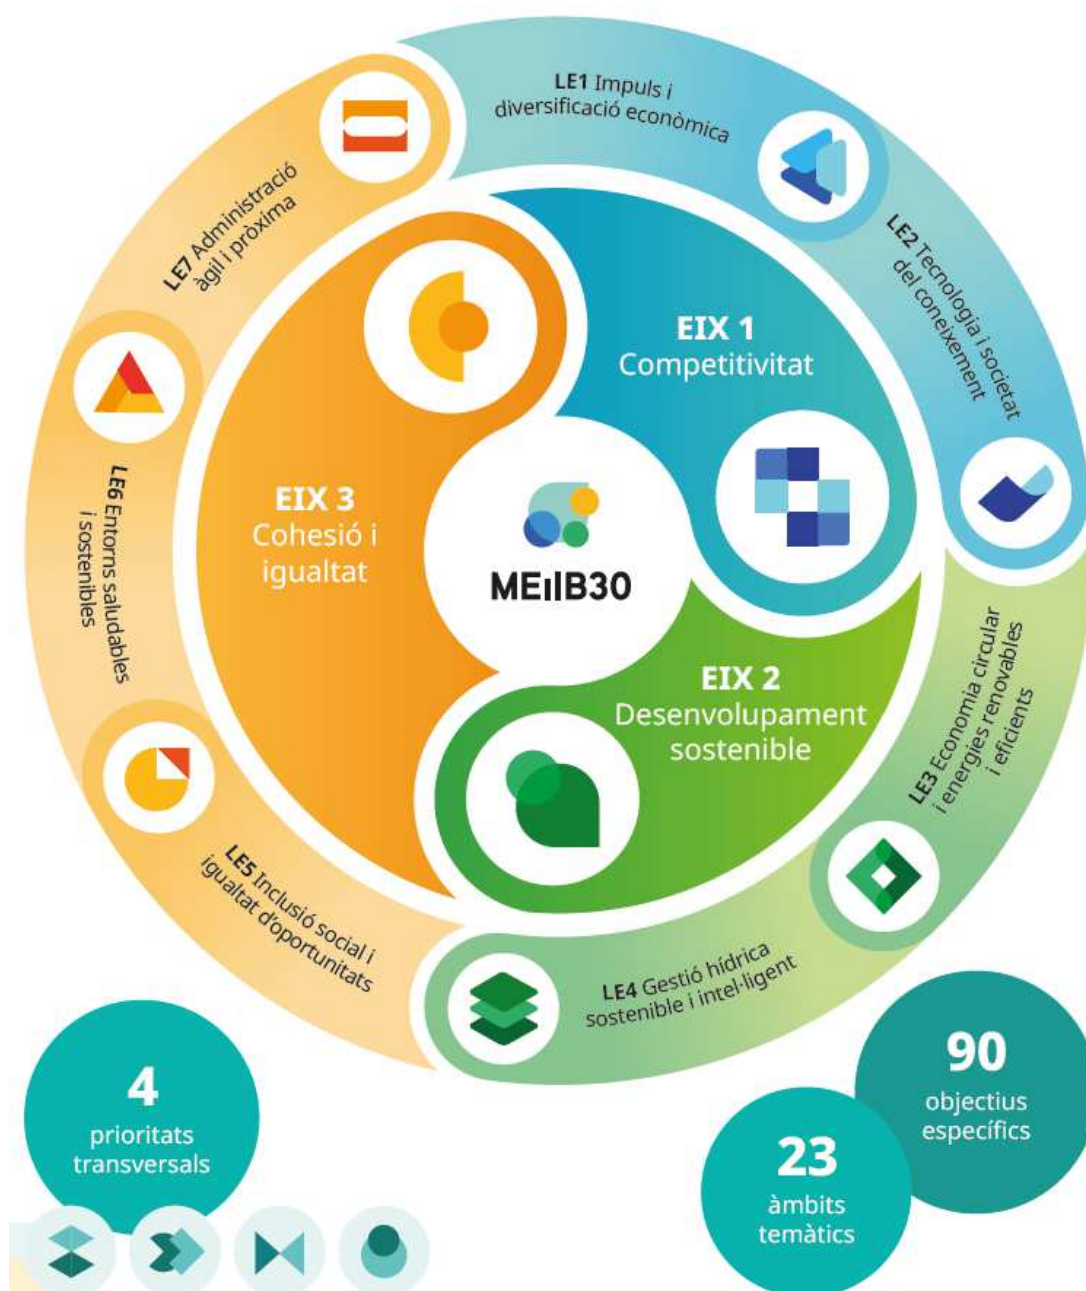 LE1 Impuls i
diversificació econòmica
LE2 Tecnologia i societat
del coneixement
LE3 Economia circular
i energies renovables
i eficients
LE4 Gestió hídrica
sostenible i intel·ligent
LE5 Inclusió social i
igualtat d'oportunitats
LE6 Entorns saludables
i sostenibles
LE7 Administració
àgil i pròxima
EIX 1
Competitivitat
EIX 2
Desenvolupament
sostenible
EIX 3
Cohesió i
igualtat
MEIIB30
4
prioritats
transversals
90
objectius
específics
23
àmbits
temàtics